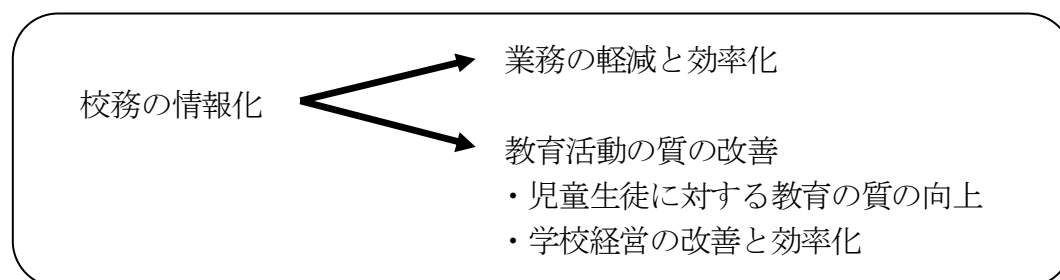 業務の軽減と効率化
校務の情報化
教育活動の質の改善
・児童生徒に対する教育の質の向上
・学校経営の改善と効率化